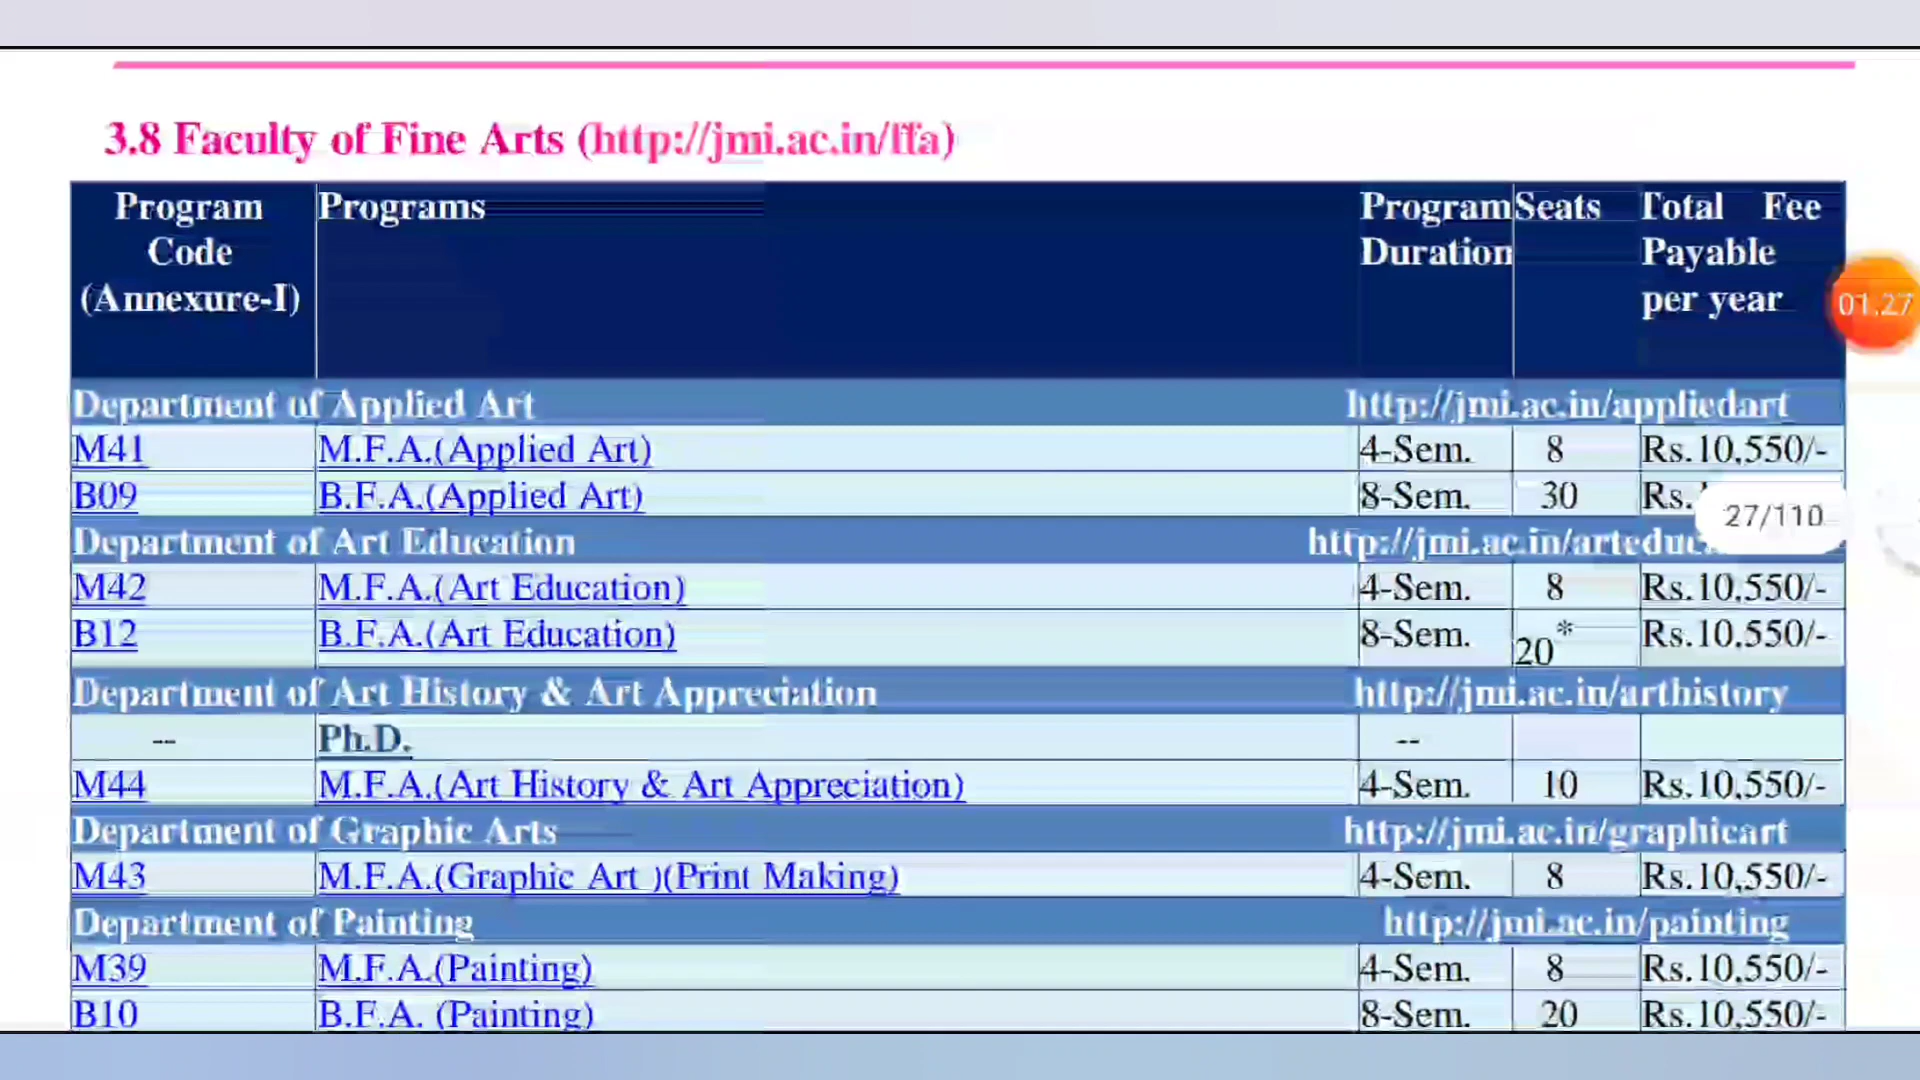 3.8 Faculty of Fine Arts (http://jmi.ac.in/ffa)
Program Code (Annexure-I) Programs Program Duration Seats Total Fee Payable per year
01:27
Department of Applied Art http://jmi.ac.in/appliedart
M41 M.F.A.(Applied Art) 4-Sem. 8 Rs.10,550/-
B09 B.F.A.(Applied Art) 8-Sem. 30 Rs.
27/110
Department of Art Education http://jmi.ac.in/arteduc
M42 M.F.A.(Art Education) 4-Sem. 8 Rs.10,550/-
B12 B.F.A.(Art Education) 8-Sem. 20* Rs.10,550/-
Department of Art History & Art Appreciation http://jmi.ac.in/arthistory
-- Ph.D. --
M44 M.F.A.(Art History & Art Appreciation) 4-Sem. 10 Rs.10,550/-
Department of Graphic Arts http://jmi.ac.in/graphicart
M43 M.F.A.(Graphic Art )(Print Making) 4-Sem. 8 Rs.10,550/-
Department of Painting http://jmi.ac.in/painting
M39 M.F.A.(Painting) 4-Sem. 8 Rs.10,550/-
B10 B.F.A. (Painting) 8-Sem. 20 Rs.10,550/-